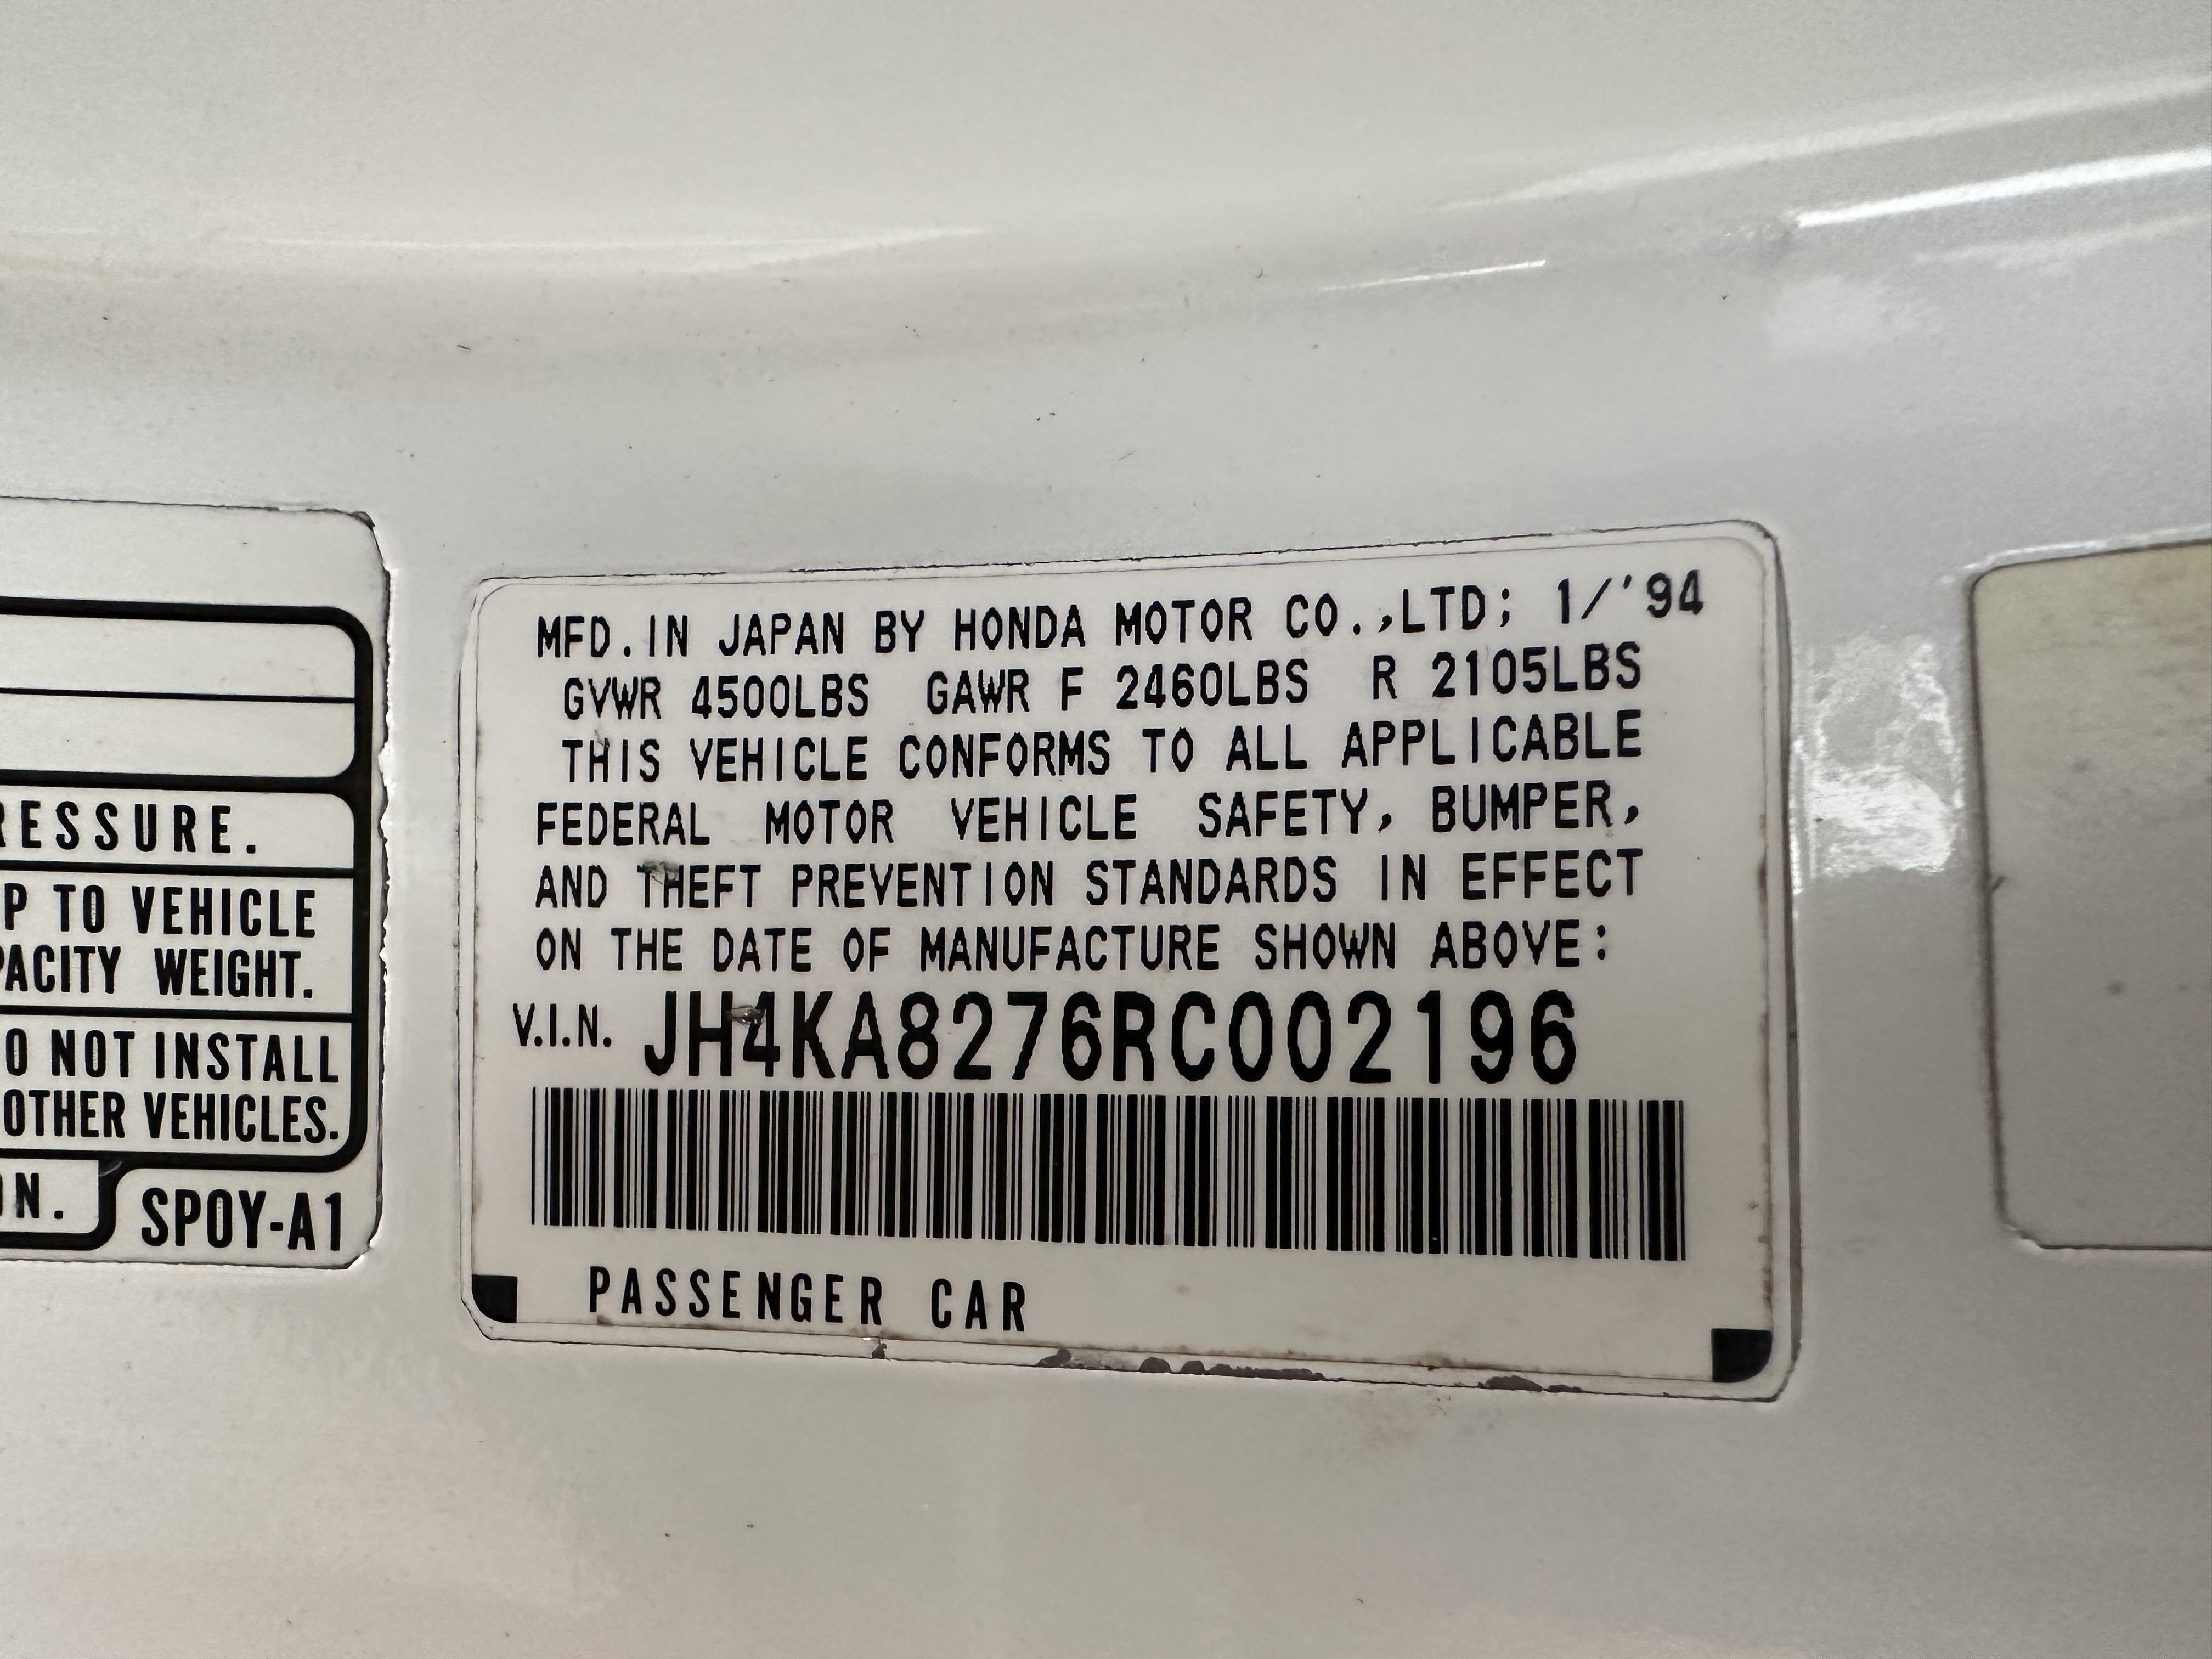 RESSURE.
P TO VEHICLE
PACITY WEIGHT.
O NOT INSTALL
OTHER VEHICLES.
ON.
SP0Y-A1
MFD.IN JAPAN BY HONDA MOTOR CO.,LTD; 1/'94
GVWR 4500LBS GAWR F 2460LBS R 2105LBS
THIS VEHICLE CONFORMS TO ALL APPLICABLE
FEDERAL MOTOR VEHICLE SAFETY, BUMPER,
AND THEFT PREVENTION STANDARDS IN EFFECT
ON THE DATE OF MANUFACTURE SHOWN ABOVE:
V.I.N. JH4KA8276RC002196
PASSENGER CAR